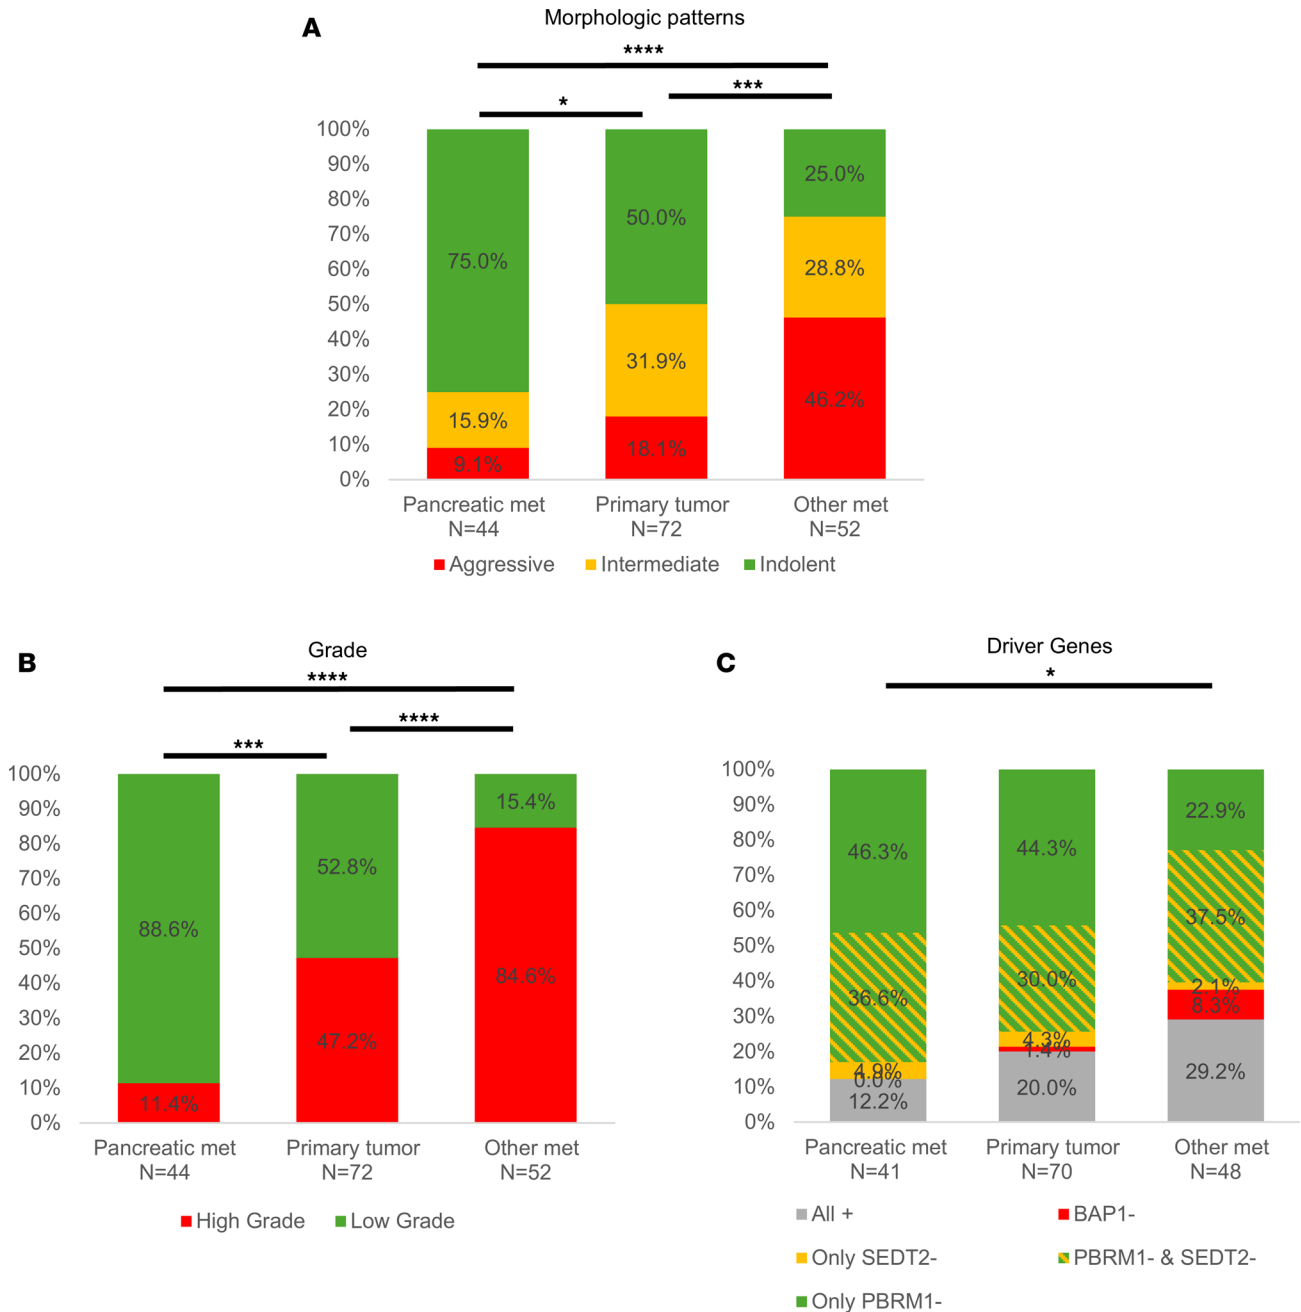 A
Morphologic patterns
****
***
*
100%
90%
80%
70%
60%
50%
40%
30%
20%
10%
0%
75.0%
15.9%
9.1%
50.0%
31.9%
18.1%
25.0%
28.8%
46.2%
Pancreatic met
N=44
Primary tumor
N=72
Other met
N=52
Aggressive
Intermediate
Indolent
B
Grade
****
****
***
100%
90%
80%
70%
60%
50%
40%
30%
20%
10%
0%
88.6%
11.4%
52.8%
47.2%
15.4%
84.6%
Pancreatic met
N=44
Primary tumor
N=72
Other met
N=52
High Grade
Low Grade
C
Driver Genes
*
100%
90%
80%
70%
60%
50%
40%
30%
20%
10%
0%
46.3%
36.6%
4.9%
0.0%
12.2%
44.3%
30.0%
4.3%
1.4%
20.0%
22.9%
37.5%
2.1%
8.3%
29.2%
Pancreatic met
N=41
Primary tumor
N=70
Other met
N=48
All +
BAP1-
Only SEDT2-
PBRM1- & SEDT2-
Only PBRM1-